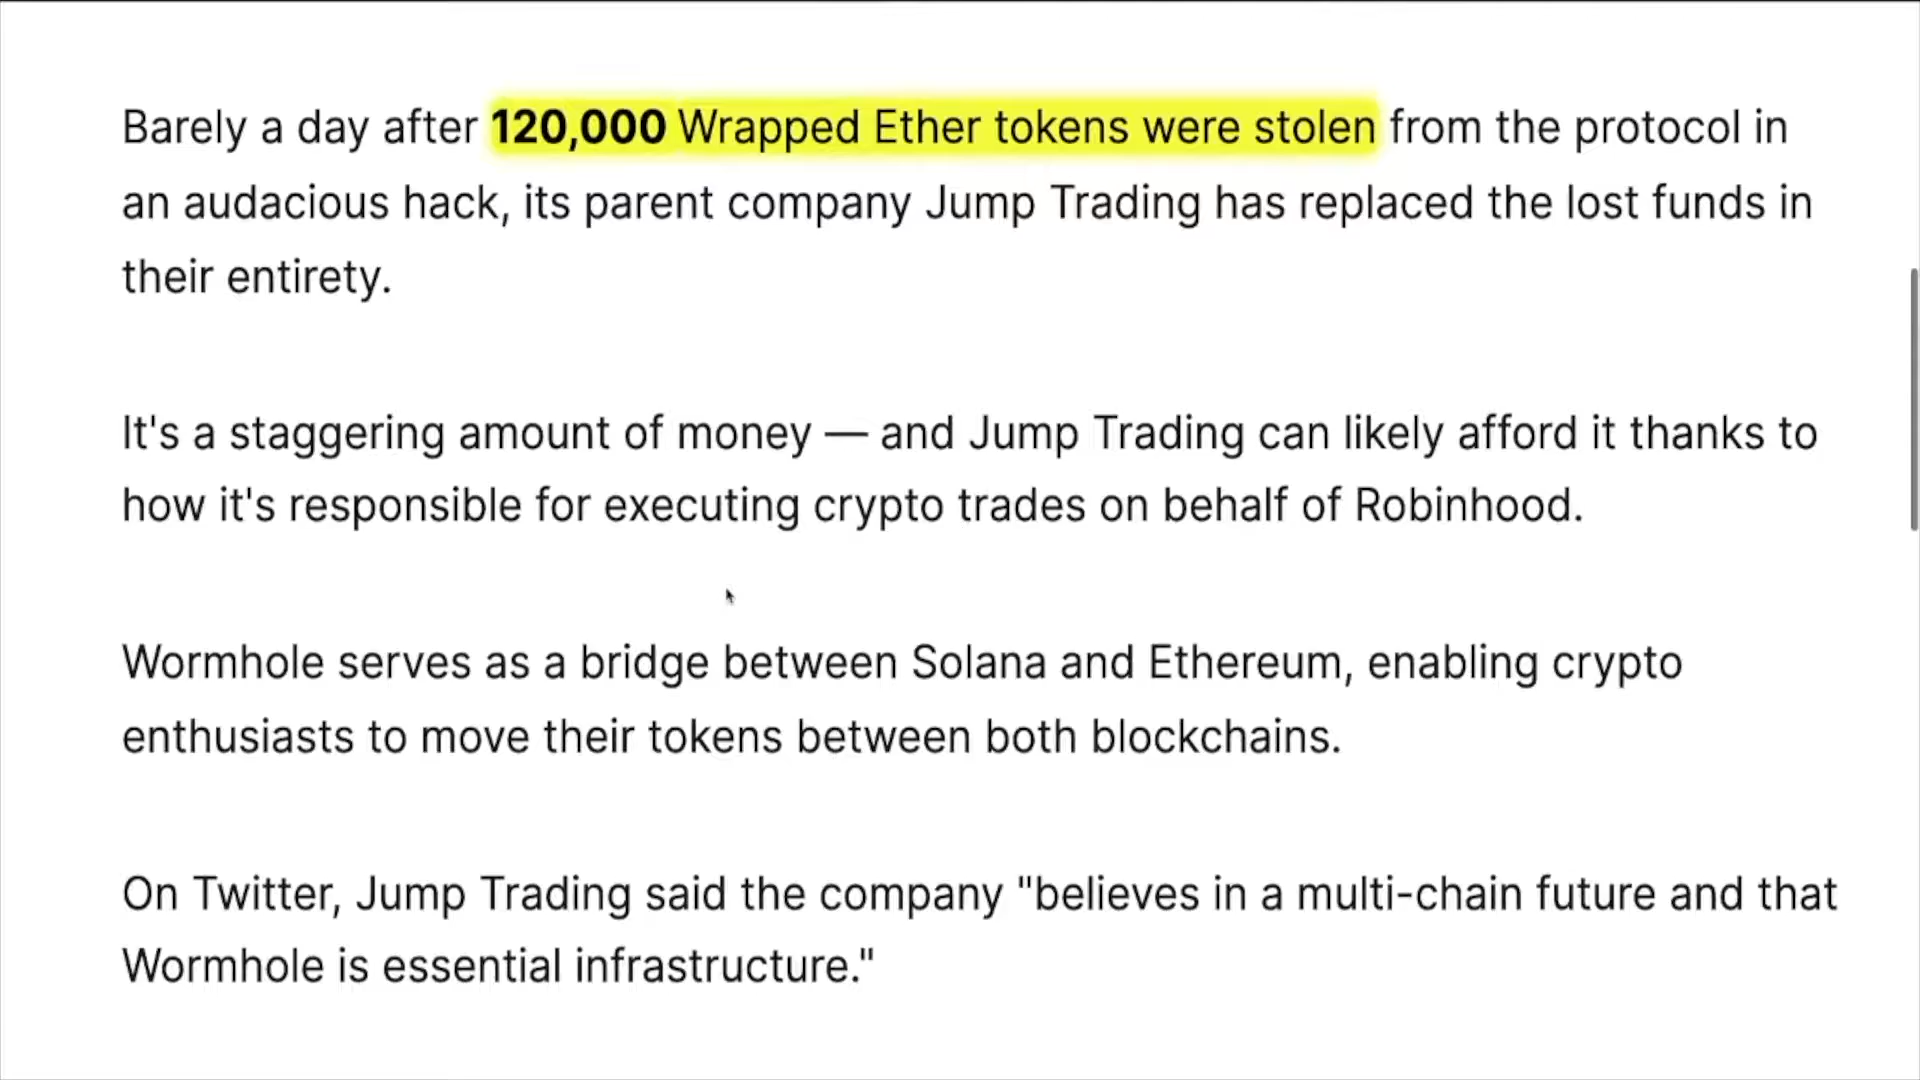 Barely a day after 120,000 Wrapped Ether tokens were stolen from the protocol in
an audacious hack, its parent company Jump Trading has replaced the lost funds in
their entirety.
It's a staggering amount of money — and Jump Trading can likely afford it thanks to
how it's responsible for executing crypto trades on behalf of Robinhood.
Wormhole serves as a bridge between Solana and Ethereum, enabling crypto
enthusiasts to move their tokens between both blockchains.
On Twitter, Jump Trading said the company "believes in a multi-chain future and that
Wormhole is essential infrastructure."